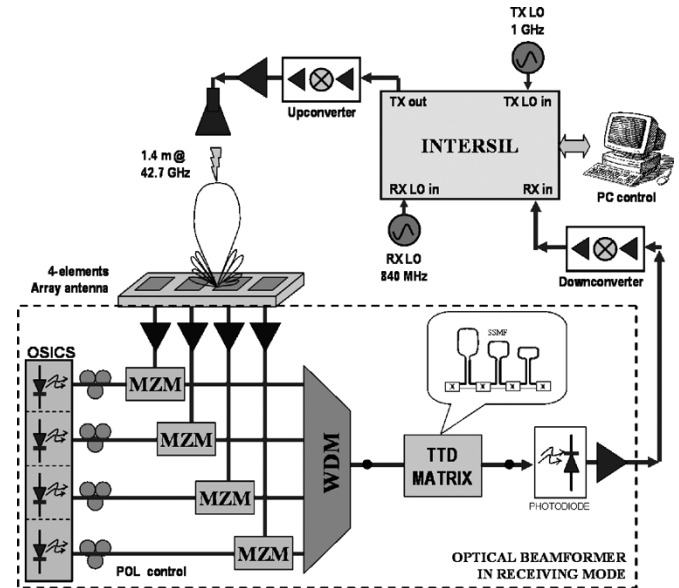 TX LO
1 GHz
TX out
TX LO in
Upconverter
INTERSIL
1.4 m @
42.7 GHz
RX LO in
RX in
PC control
RX LO
840 MHz
Downconverter
4-elements
Array antenna
OSICS
SSMF
X X X X
MZM
MZM
MZM
MZM
WDM
TTD
MATRIX
PHOTODIODE
POL control
OPTICAL BEAMFORMER
IN RECEIVING MODE